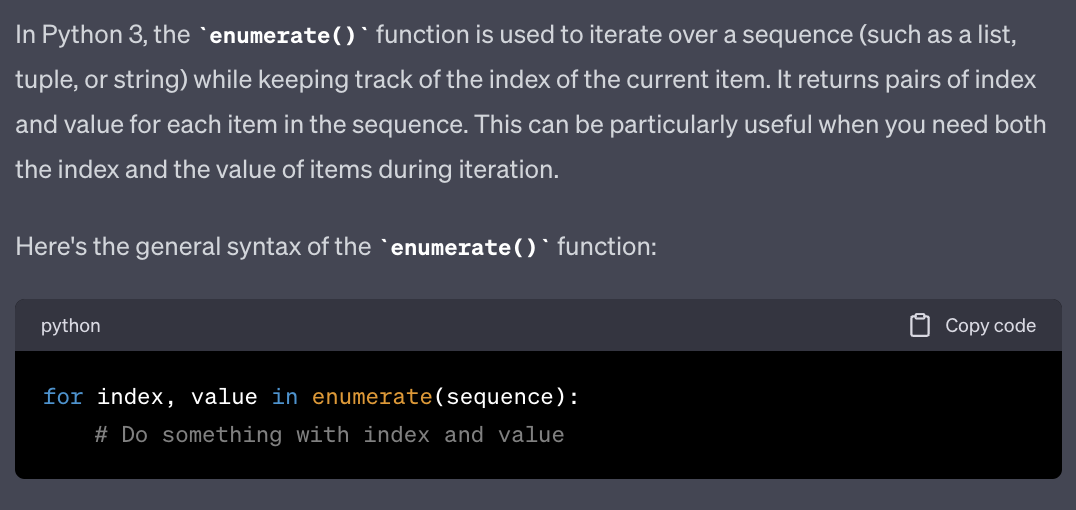 In Python 3, the `enumerate()` function is used to iterate over a sequence (such as a list,
tuple, or string) while keeping track of the index of the current item. It returns pairs of index
and value for each item in the sequence. This can be particularly useful when you need both
the index and the value of items during iteration.
Here's the general syntax of the `enumerate()` function:
python Copy code
for index, value in enumerate(sequence):
    # Do something with index and value